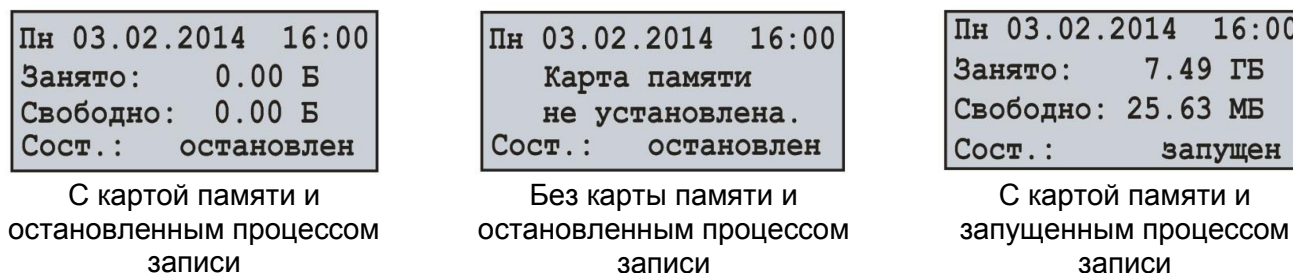 Пн 03.02.2014 16:00
Занято: 0.00 Б
Свободно: 0.00 Б
Сост.: остановлен
С картой памяти и
остановленным процессом
записи
Пн 03.02.2014 16:00
Карта памяти
не установлена.
Сост.: остановлен
Без карты памяти и
остановленным процессом
записи
Пн 03.02.2014 16:00
Занято: 7.49 ГБ
Свободно: 25.63 МБ
Сост.: запущен
С картой памяти и
запущенным процессом
записи